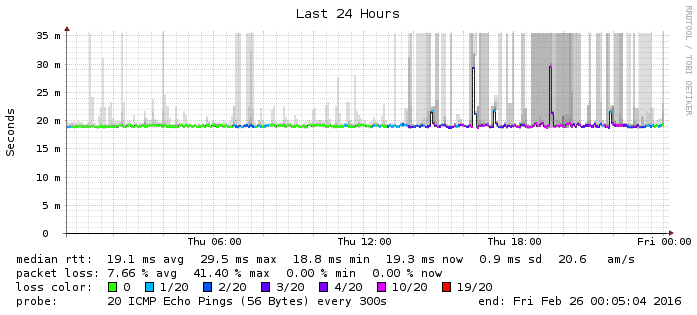 Last 24 Hours
RRDTOOL / TOBI OETIKER
Seconds
35 m
30 m
25 m
20 m
15 m
10 m
5 m
0
Thu 06:00 Thu 12:00 Thu 18:00 Fri 00:00
median rtt: 19.1 ms avg 29.5 ms max 18.8 ms min 19.3 ms now 0.9 ms sd 20.6 am/s
packet loss: 7.66 % avg 41.40 % max 0.00 % min 0.00 % now
loss color: 0 1/20 2/20 3/20 4/20 10/20 19/20
probe: 20 ICMP Echo Pings (56 Bytes) every 300s end: Fri Feb 26 00:05:04 2016